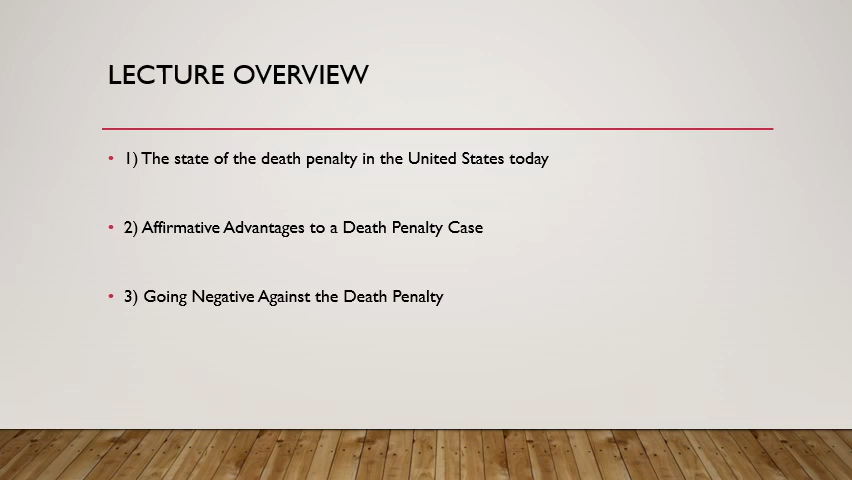 LECTURE OVERVIEW
• 1) The state of the death penalty in the United States today
• 2) Affirmative Advantages to a Death Penalty Case
• 3) Going Negative Against the Death Penalty